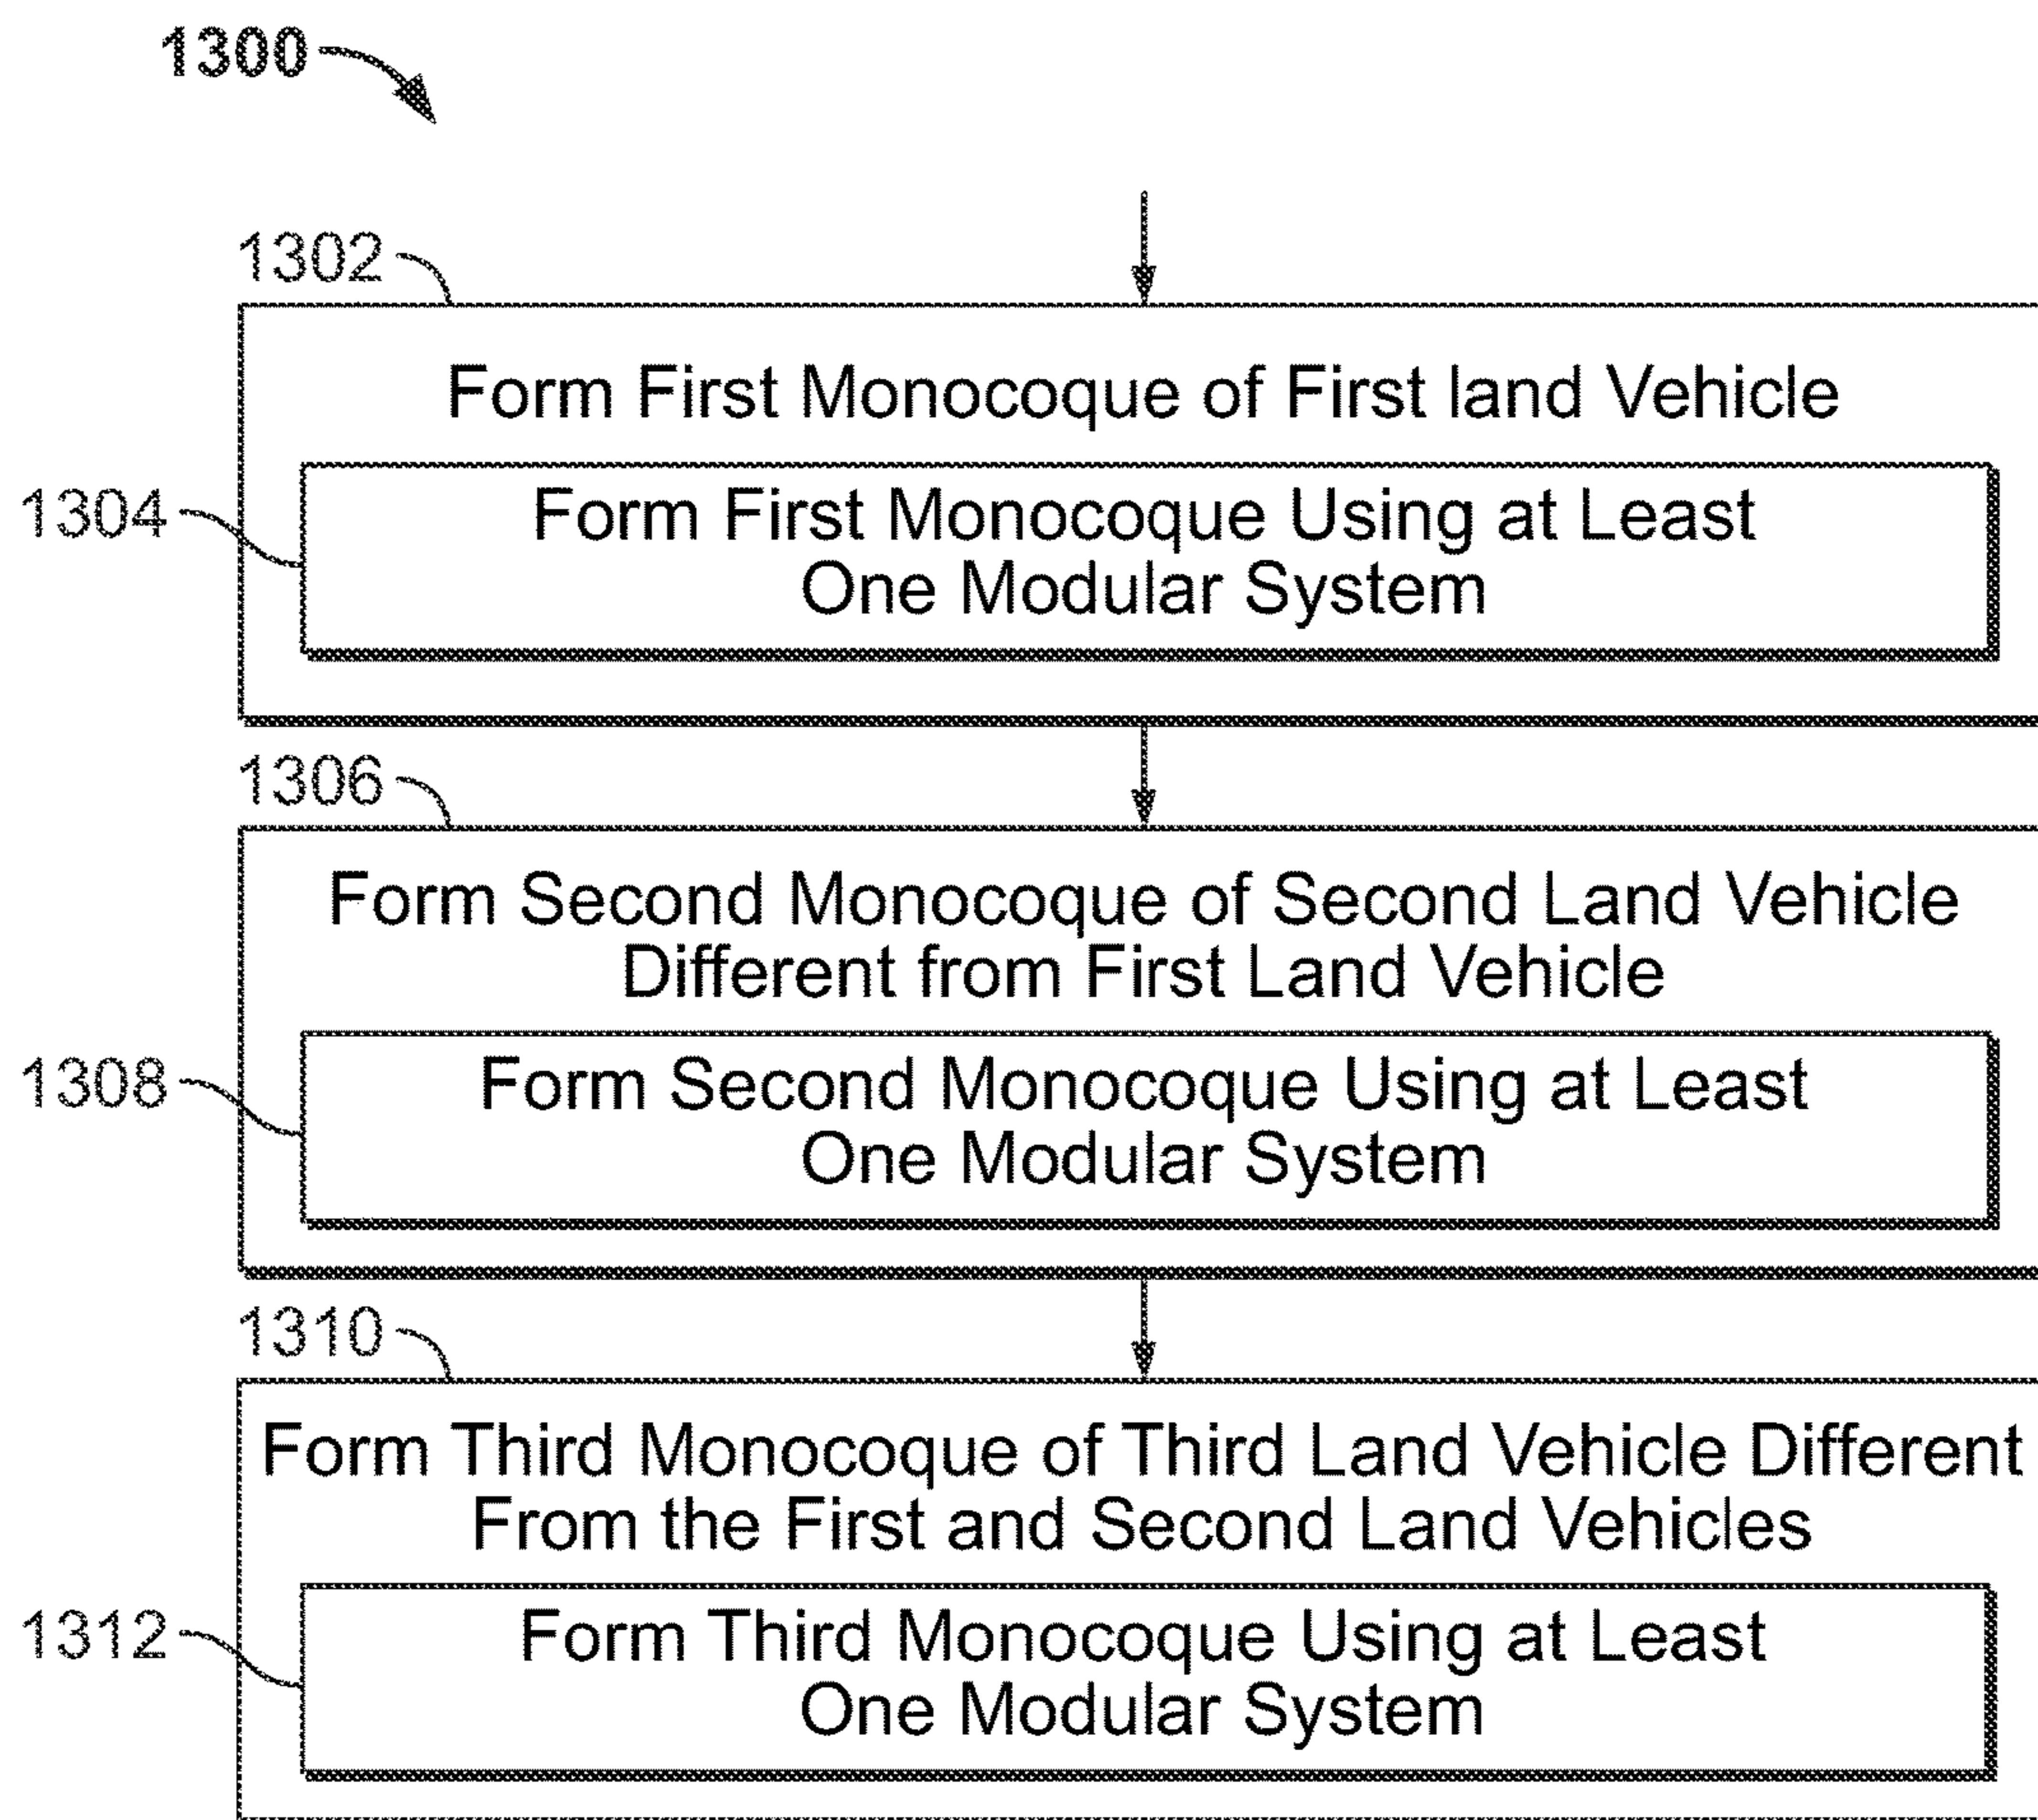 1300
1302
Form First Monocoque of First land Vehicle
1304
Form First Monocoque Using at Least
One Modular System
1306
Form Second Monocoque of Second Land Vehicle
Different from First Land Vehicle
1308
Form Second Monocoque Using at Least
One Modular System
1310
Form Third Monocoque of Third Land Vehicle Different
From the First and Second Land Vehicles
1312
Form Third Monocoque Using at Least
One Modular System